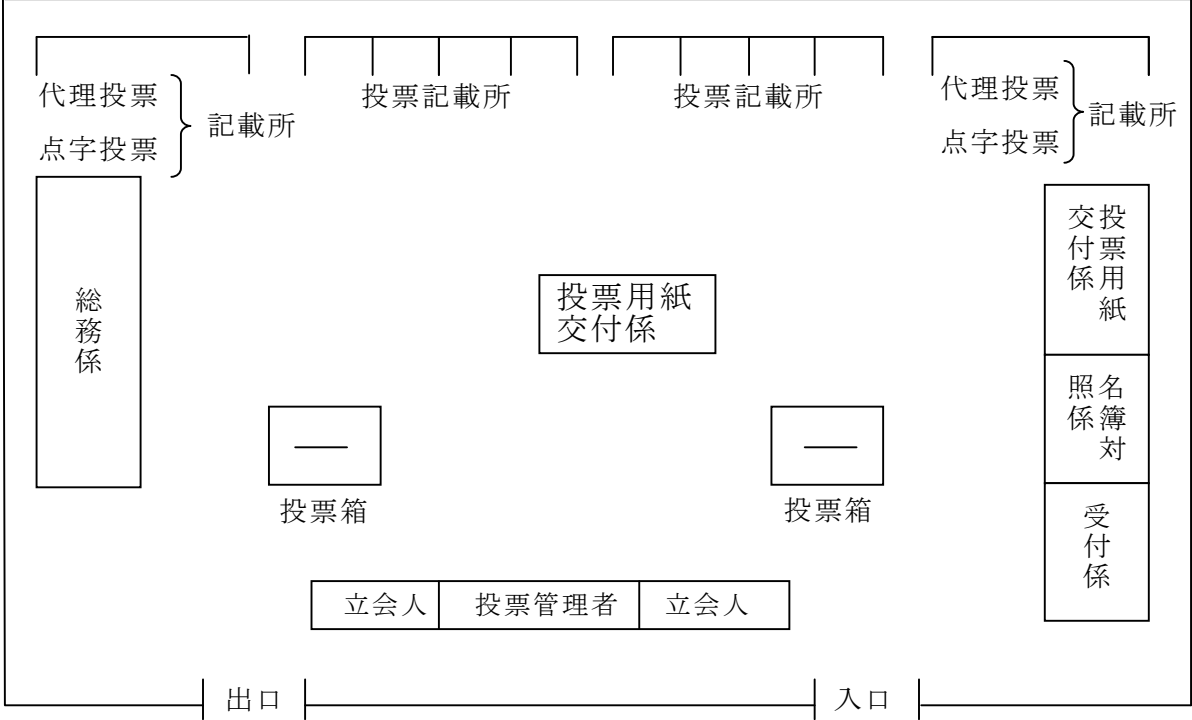 代理投票
点字投票
記載所
投票記載所
投票記載所
代理投票
点字投票
記載所
総務係
投票用紙
交付係
投票用紙
交付係
名簿対
照係
受付係
投票箱
投票箱
立会人
投票管理者
立会人
出口
入口